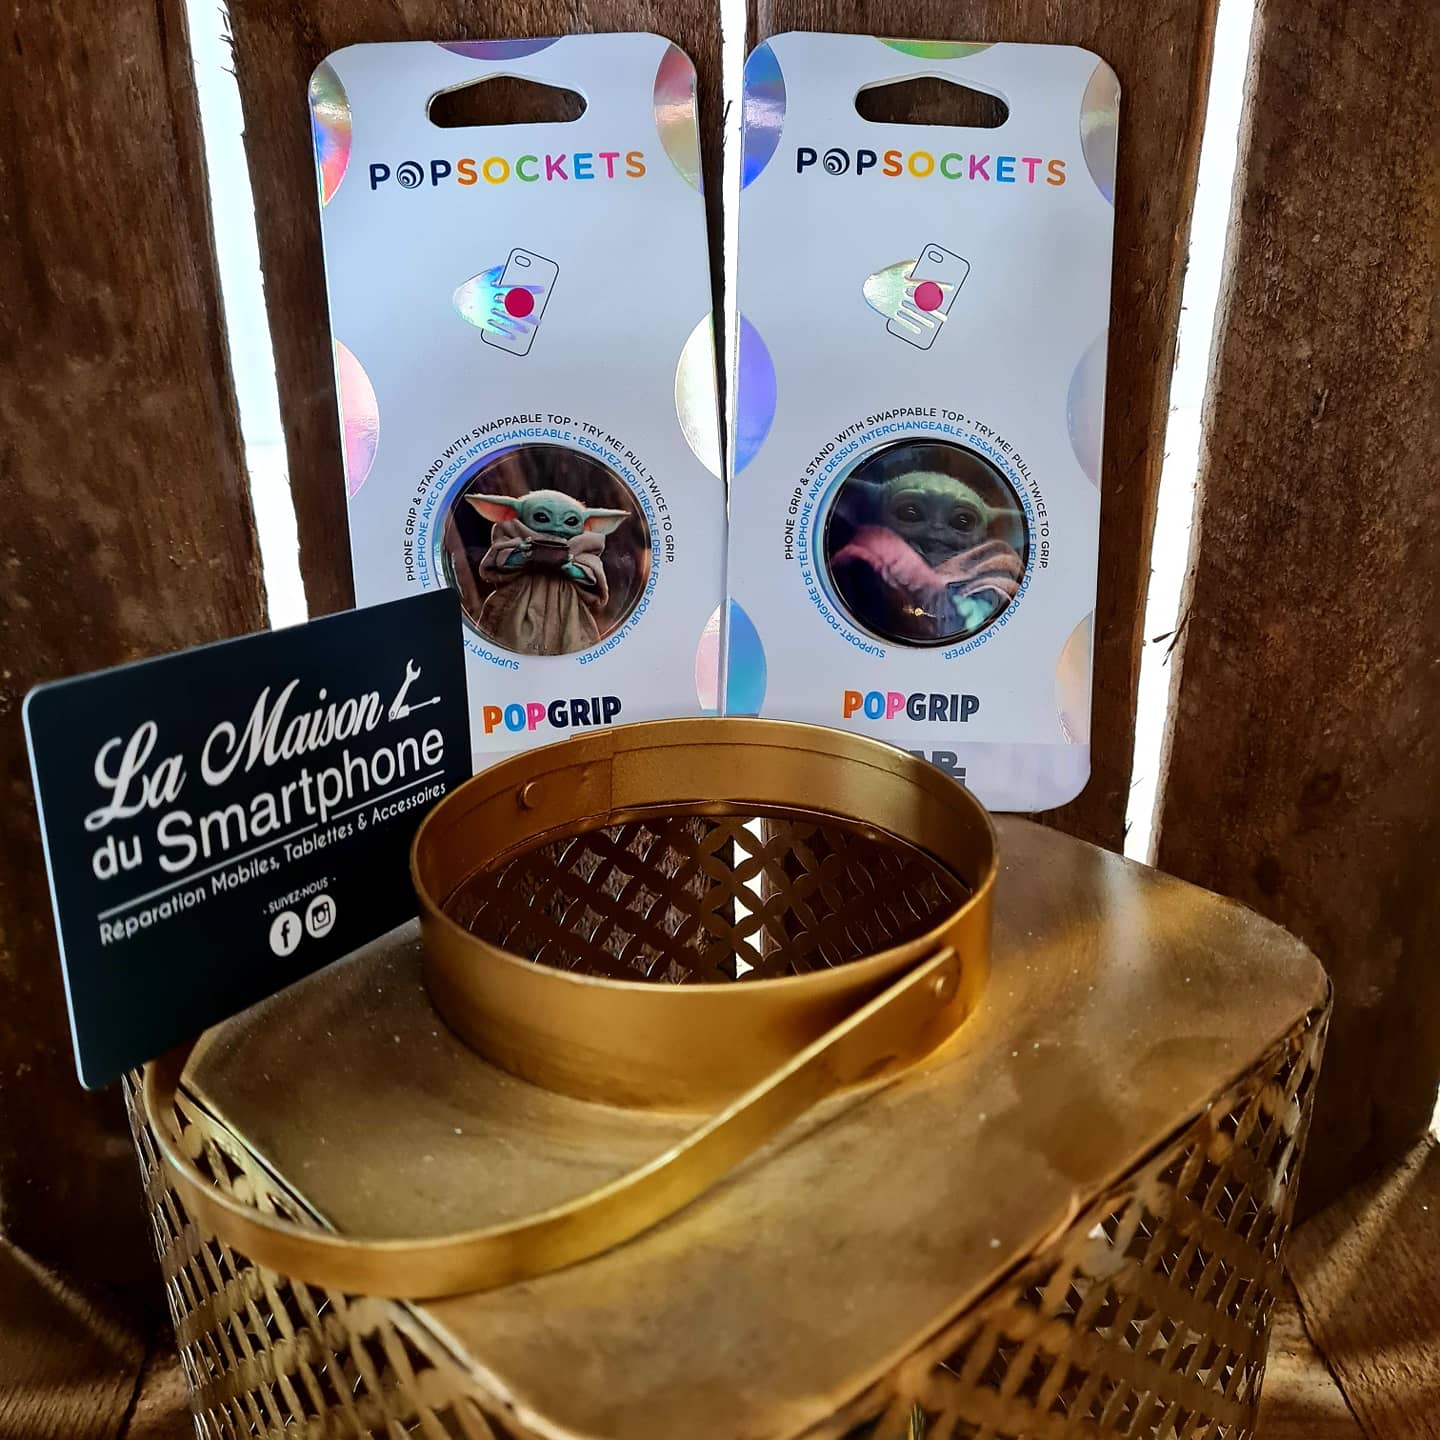 POPSOCKETS
PHONE GRIP & STAND WITH SWAPPABLE TOP • TRY ME! PULL TWICE TO GRIP.
TÉLÉPHONE AVEC DESSUS INTERCHANGEABLE • ESSAYEZ-MOI! TIREZ-LE DEUX FOIS POUR L'AGRIPPER.
SUPPORT-P
POPGRIP
POPSOCKETS
PHONE GRIP & STAND WITH SWAPPABLE TOP • TRY ME! PULL TWICE TO GRIP.
SUPPORT-POIGNÉE DE TÉLÉPHONE AVEC DESSUS INTERCHANGEABLE • ESSAYEZ-MOI! TIREZ-LE DEUX FOIS POUR L'AGRIPPER.
POPGRIP
La Maison
du Smartphone
Réparation Mobiles, Tablettes & Accessoires
- SUIVEZ-NOUS -
f